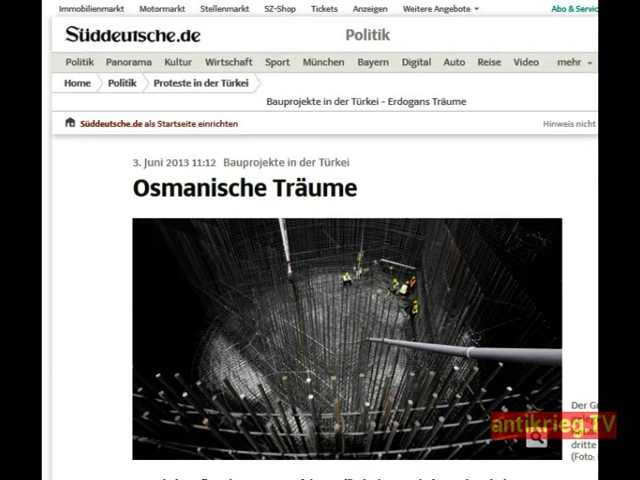 Immobilienmarkt Motormarkt Stellenmarkt SZ-Shop Tickets Anzeigen Weitere Angebote Abo &
Süddeutsche.de Politik
Politik Panorama Kultur Wirtschaft Sport München Bayern Digital Auto Reise Video mehr
Home Politik Proteste in der Türkei
Bauprojekte in der Türkei - Erdogans Träume
Süddeutsche.de als Startseite einrichten Hinweis nicht
3. Juni 2013 11:12 Bauprojekte in der Türkei
Osmanische Träume
Der
antikrieg.TV
dritte
(Foto: